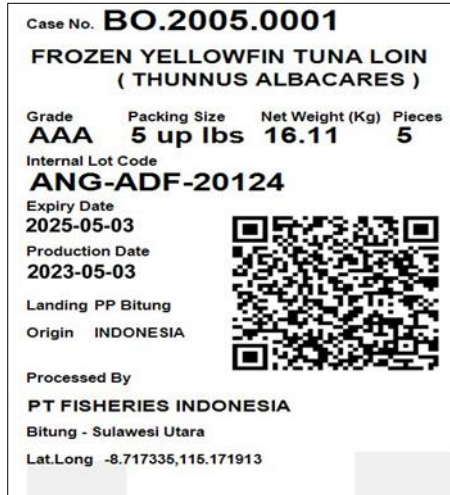 Case No. BO.2005.0001
FROZEN YELLOWFIN TUNA LOIN
( THUNNUS ALBACARES )
Grade Packing Size Net Weight (Kg) Pieces
AAA 5 up lbs 16.11 5
Internal Lot Code
ANG-ADF-20124
Expiry Date
2025-05-03
Production Date
2023-05-03
Landing PP Bitung
Origin INDONESIA
Processed By
PT FISHERIES INDONESIA
Bitung - Sulawesi Utara
Lat.Long -8.717335,115.171913